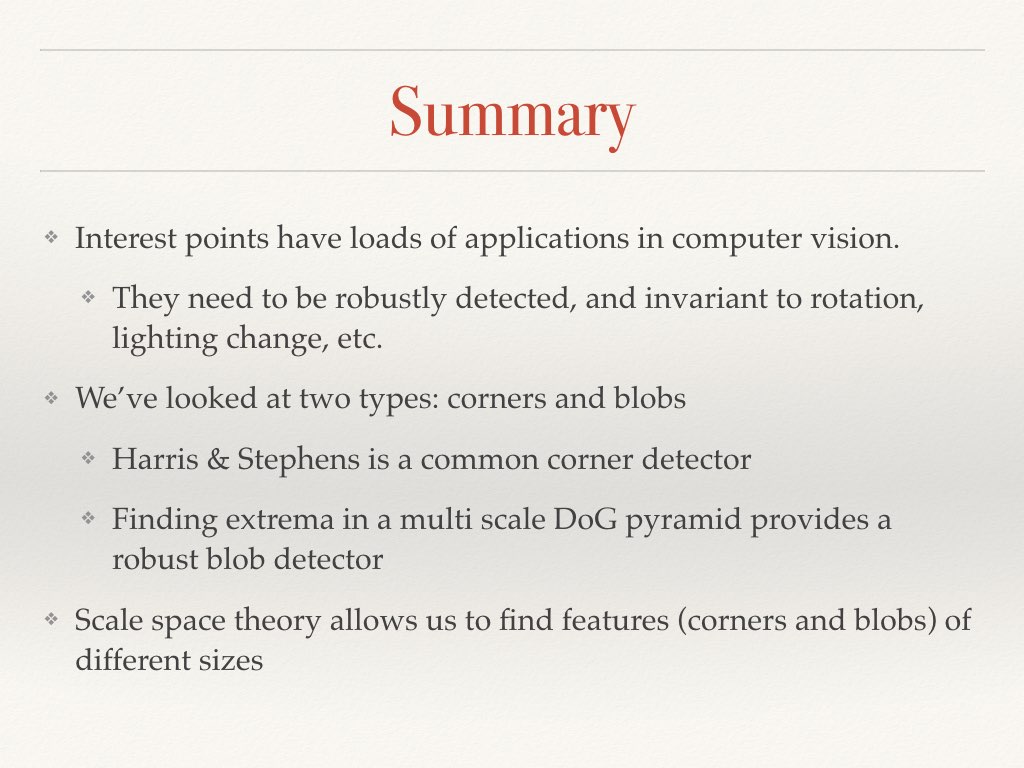 Summary
❖ Interest points have loads of applications in computer vision.
❖ They need to be robustly detected, and invariant to rotation,
lighting change, etc.
❖ We’ve looked at two types: corners and blobs
❖ Harris & Stephens is a common corner detector
❖ Finding extrema in a multi scale DoG pyramid provides a
robust blob detector
❖ Scale space theory allows us to find features (corners and blobs) of
different sizes